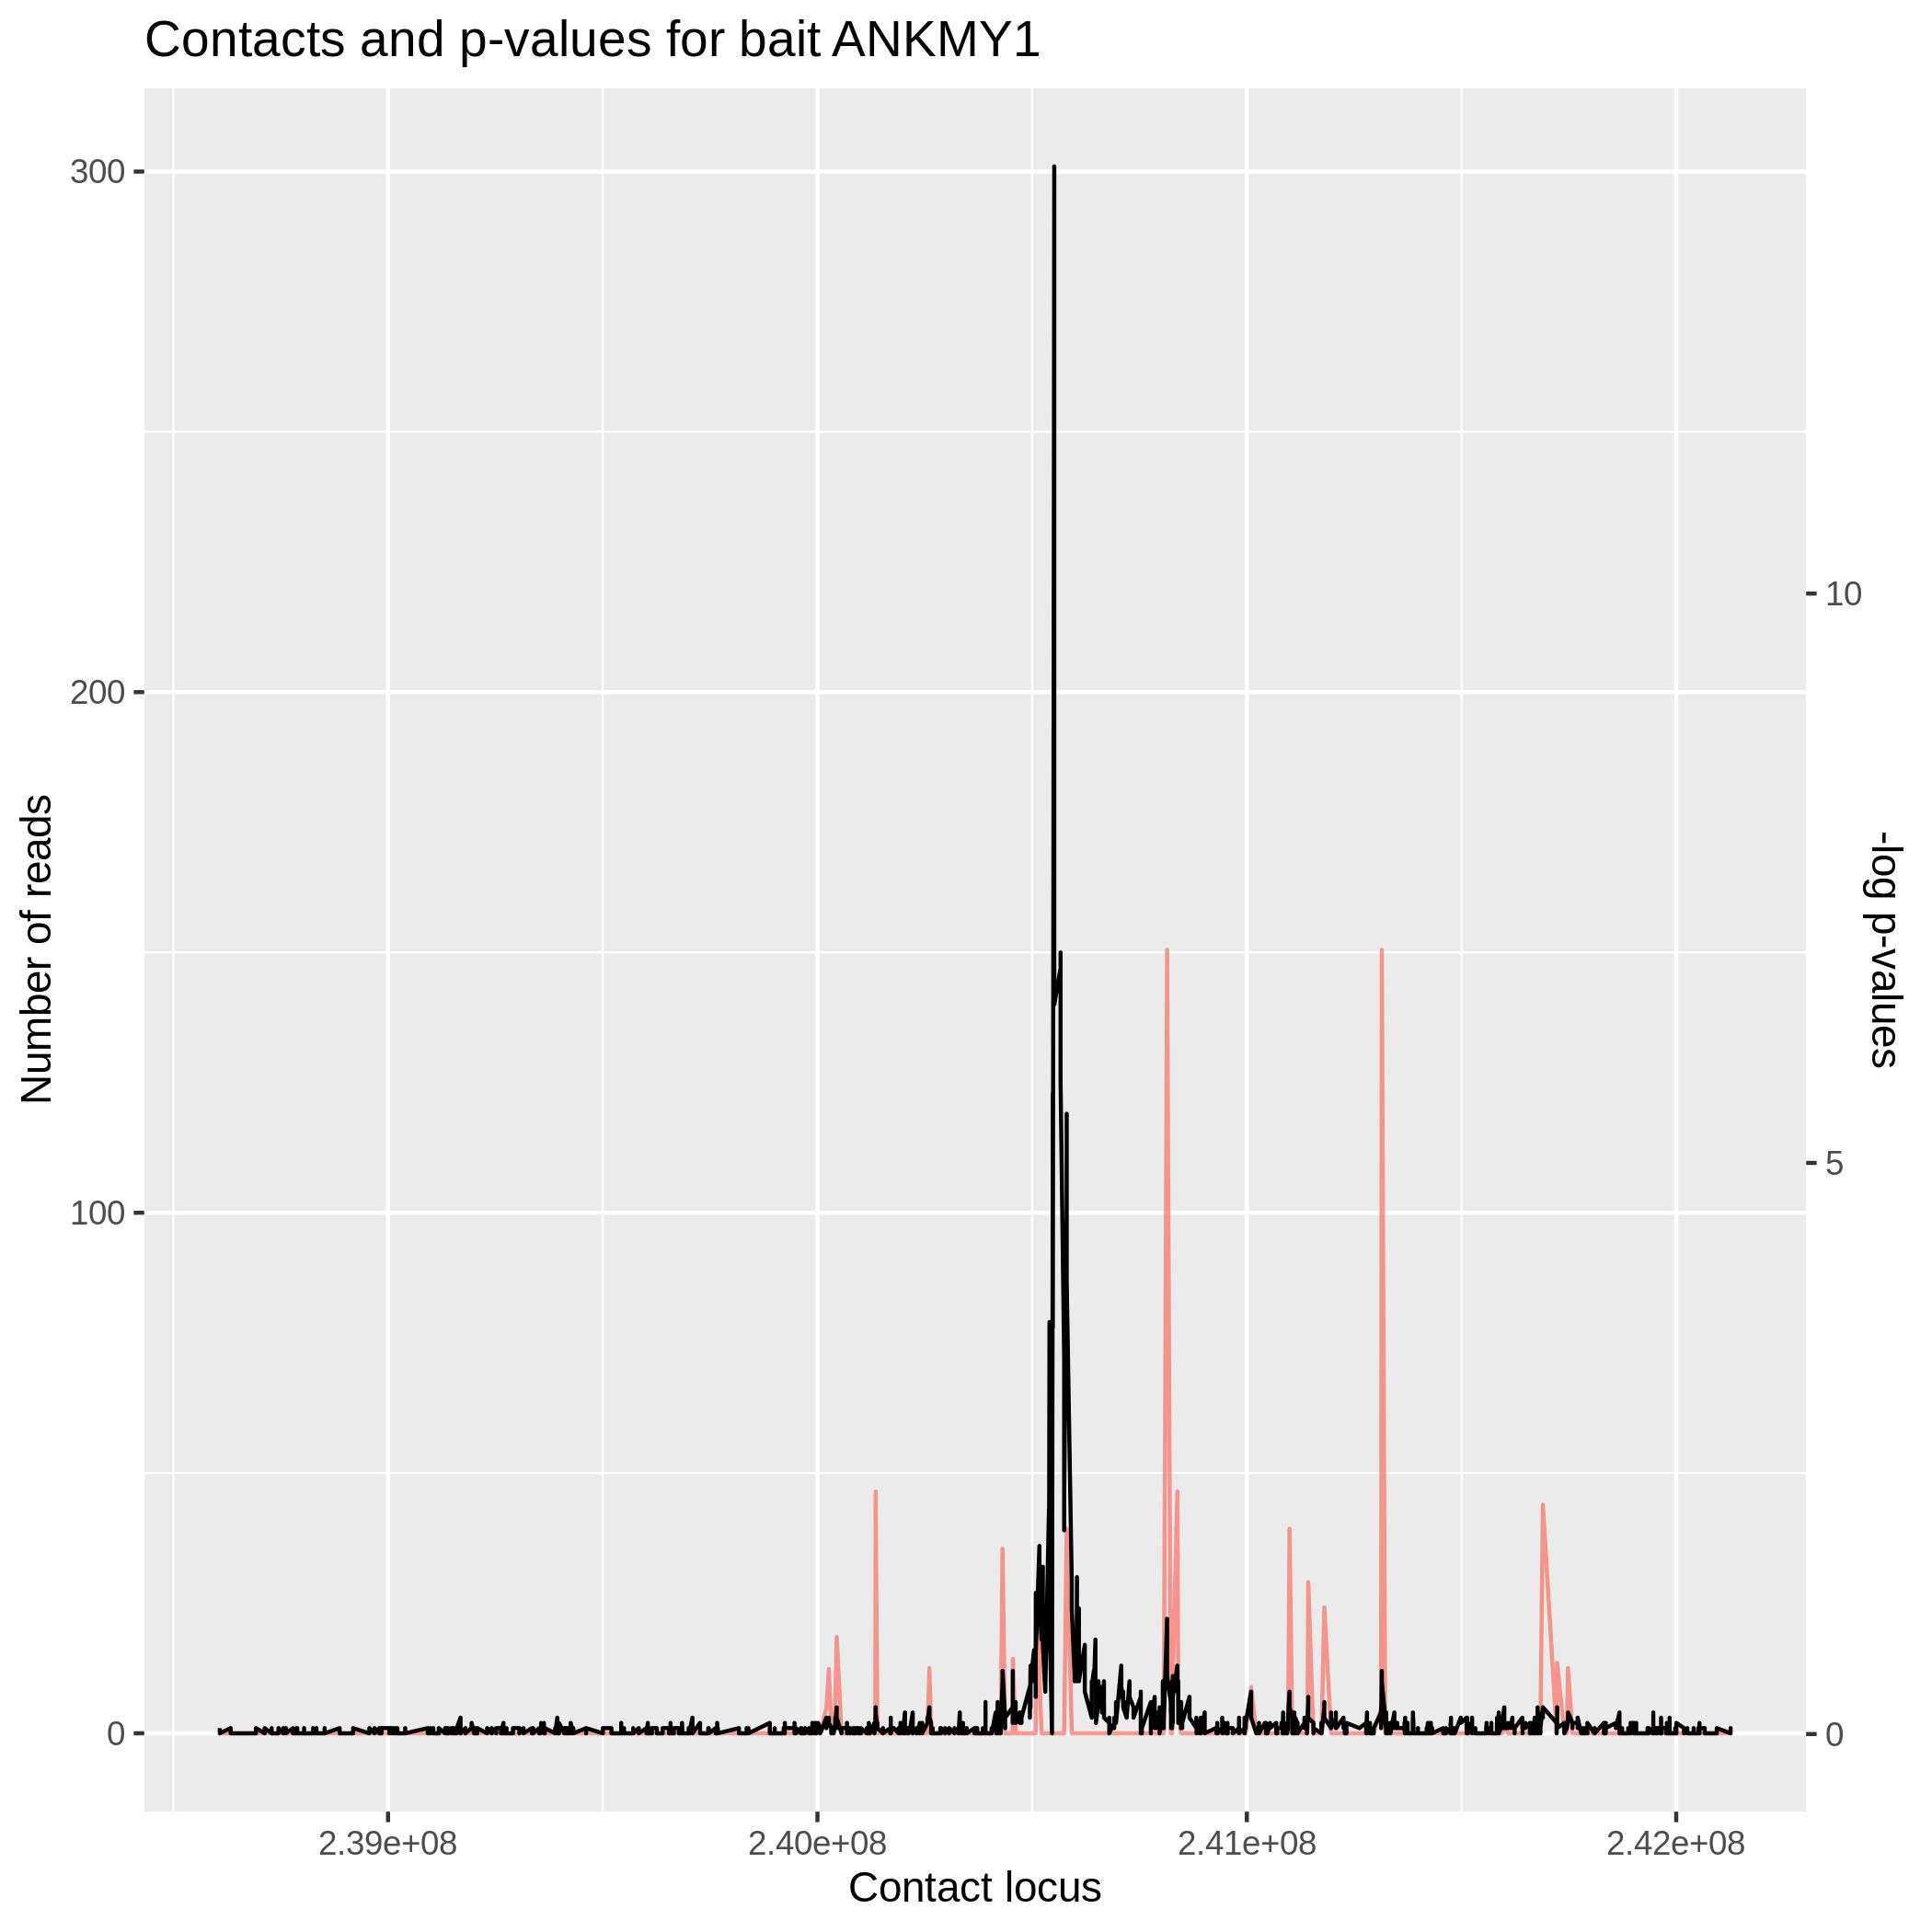 Contacts and p-values for bait ANKMY1
300
200
100
0
Number of reads
10
5
0
-log p-values
2.39e+08
2.40e+08
2.41e+08
2.42e+08
Contact locus